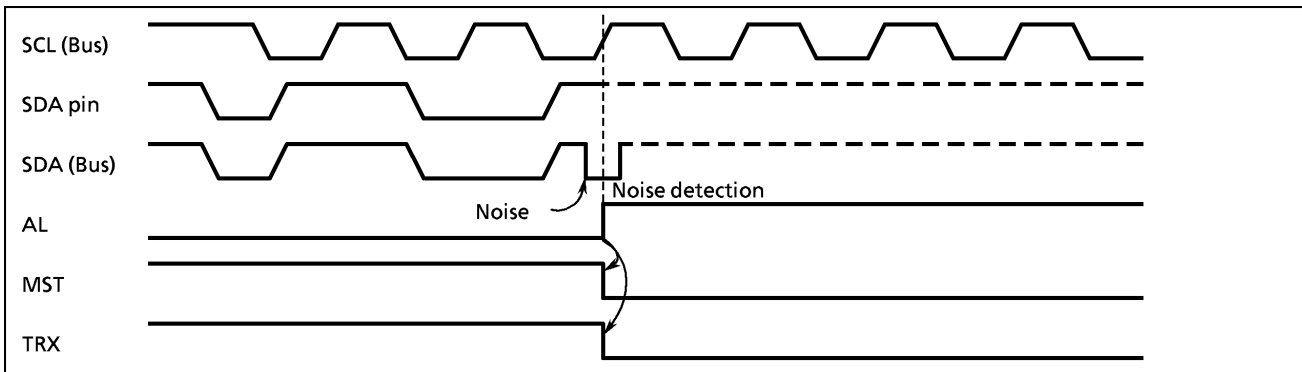 SCL (Bus)
SDA pin
SDA (Bus)
Noise detection
Noise
AL
MST
TRX